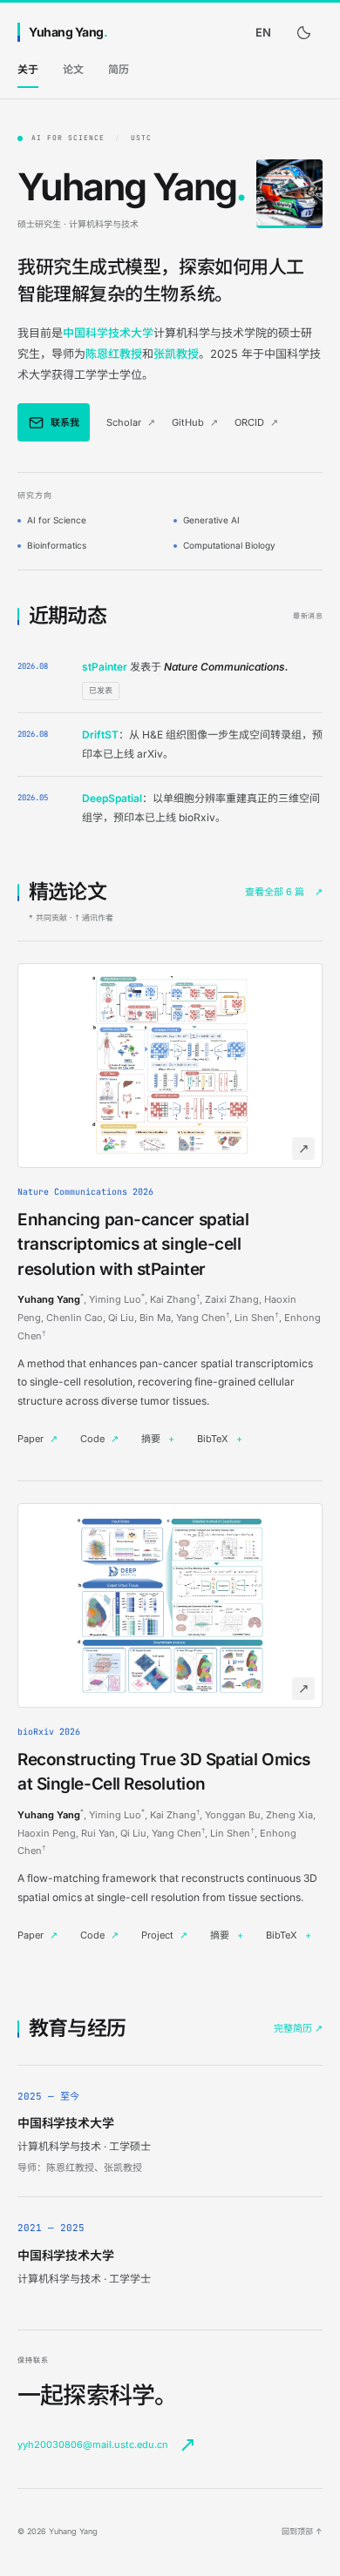 Yuhang Yang.
EN
关于 论文 简历
AI FOR SCIENCE / USTC
Yuhang Yang.
硕士研究生 · 计算机科学与技术
我研究生成式模型，探索如何用人工
智能理解复杂的生物系统。
我目前是中国科学技术大学计算机科学与技术学院的硕士研
究生，导师为陈恩红教授和张凯教授。2025 年于中国科学技
术大学获得工学学士学位。
联系我 Scholar ↗ GitHub ↗ ORCID ↗
研究方向
AI for Science Generative AI
Bioinformatics Computational Biology
近期动态 最新消息
2026.08 stPainter 发表于 Nature Communications.
已发表
2026.08 DriftST：从 H&E 组织图像一步生成空间转录组，预
印本已上线 arXiv。
2026.05 DeepSpatial：以单细胞分辨率重建真正的三维空间
组学，预印本已上线 bioRxiv。
精选论文 查看全部 6 篇 ↗
* 共同贡献 · † 通讯作者
Nature Communications 2026
Enhancing pan-cancer spatial
transcriptomics at single-cell
resolution with stPainter
Yuhang Yang*, Yiming Luo*, Kai Zhang†, Zaixi Zhang, Haoxin
Peng, Chenlin Cao, Qi Liu, Bin Ma, Yang Chen†, Lin Shen†, Enhong
Chen†
A method that enhances pan-cancer spatial transcriptomics
to single-cell resolution, recovering fine-grained cellular
structure across diverse tumor tissues.
Paper ↗ Code ↗ 摘要 + BibTeX +
bioRxiv 2026
Reconstructing True 3D Spatial Omics
at Single-Cell Resolution
Yuhang Yang*, Yiming Luo*, Kai Zhang†, Yonggan Bu, Zheng Xia,
Haoxin Peng, Rui Yan, Qi Liu, Yang Chen†, Lin Shen†, Enhong
Chen†
A flow-matching framework that reconstructs continuous 3D
spatial omics at single-cell resolution from tissue sections.
Paper ↗ Code ↗ Project ↗ 摘要 + BibTeX +
教育与经历 完整简历 ↗
2025 — 至今
中国科学技术大学
计算机科学与技术 · 工学硕士
导师：陈恩红教授、张凯教授
2021 — 2025
中国科学技术大学
计算机科学与技术 · 工学学士
保持联系
一起探索科学。
yyh20030806@mail.ustc.edu.cn ↗
© 2026 Yuhang Yang 回到顶部 ↑